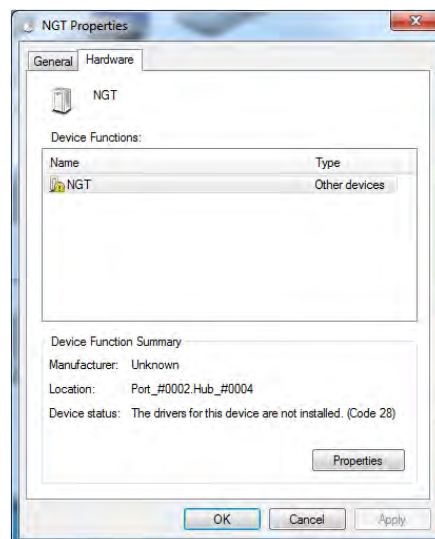 NGT Properties
General Hardware
NGT
Device Functions:
Name Type
NGT Other devices
Device Function Summary
Manufacturer: Unknown
Location: Port_#0002.Hub_#0004
Device status: The drivers for this device are not installed. (Code 28)
Properties
OK Cancel Apply